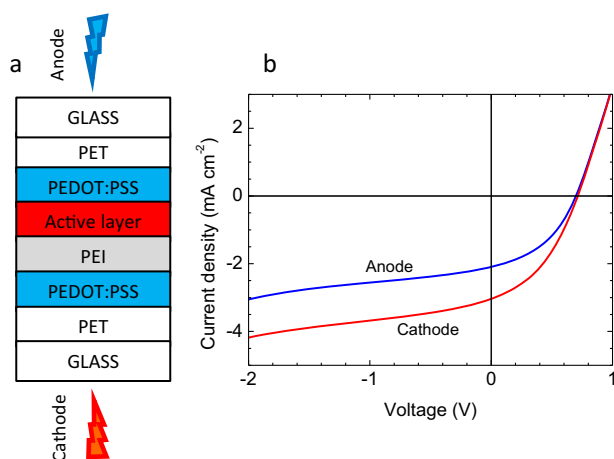 a
Anode
GLASS
PET
PEDOT:PSS
Active layer
PEI
PEDOT:PSS
PET
GLASS
Cathode
b
Current density (mA cm-2)
2
0
-2
-4
Anode
Cathode
-2
-1
0
1
Voltage (V)